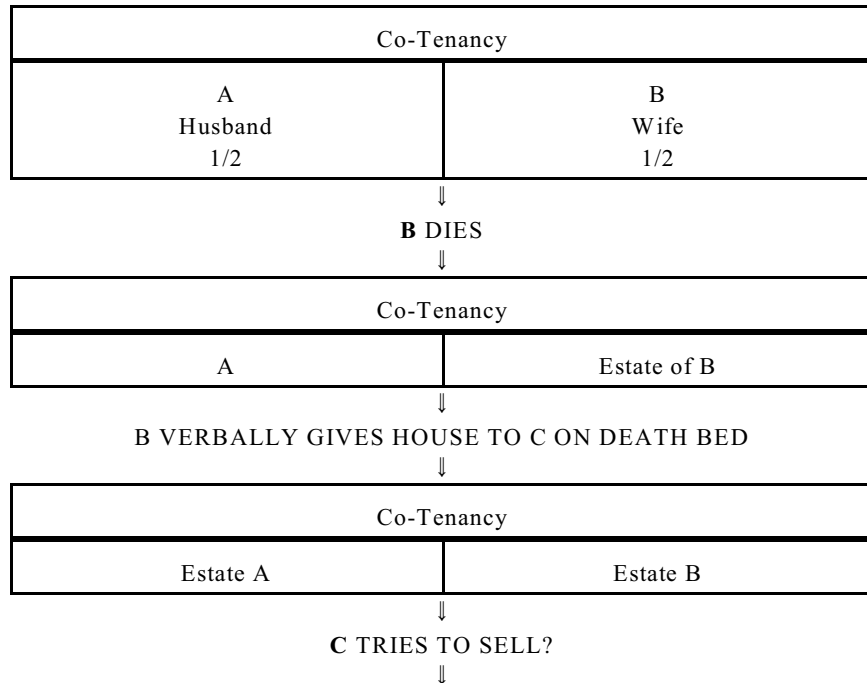 Co-Tenancy
A
Husband
1/2
B
Wife
1/2
⇓
B DIES
⇓
Co-Tenancy
A
Estate of B
⇓
B VERBALLY GIVES HOUSE TO C ON DEATH BED
⇓
Co-Tenancy
Estate A
Estate B
⇓
C TRIES TO SELL?
⇓